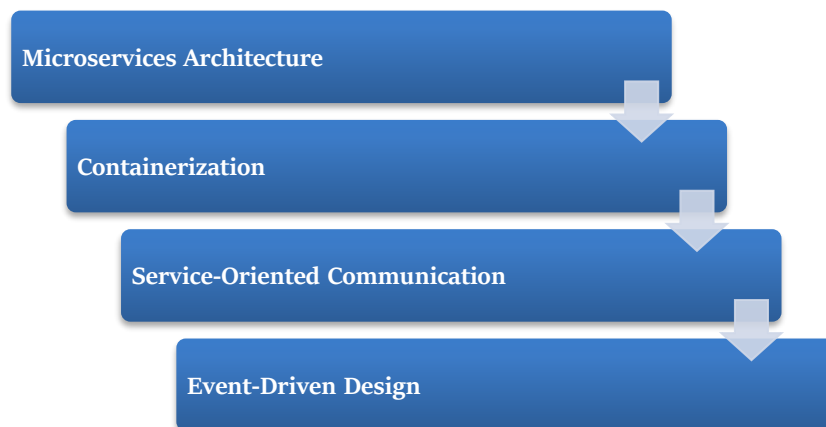 Microservices Architecture
Containerization
Service-Oriented Communication
Event-Driven Design